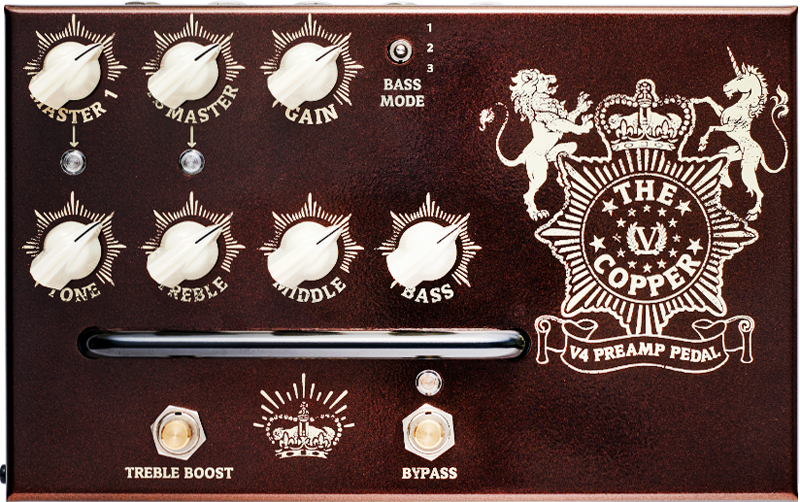 1
2
3
MASTER 1
MASTER
GAIN
BASS
MODE
THE
V
COPPER
TONE
TREBLE
MIDDLE
BASS
V4 PREAMP PEDAL
TREBLE BOOST
BYPASS